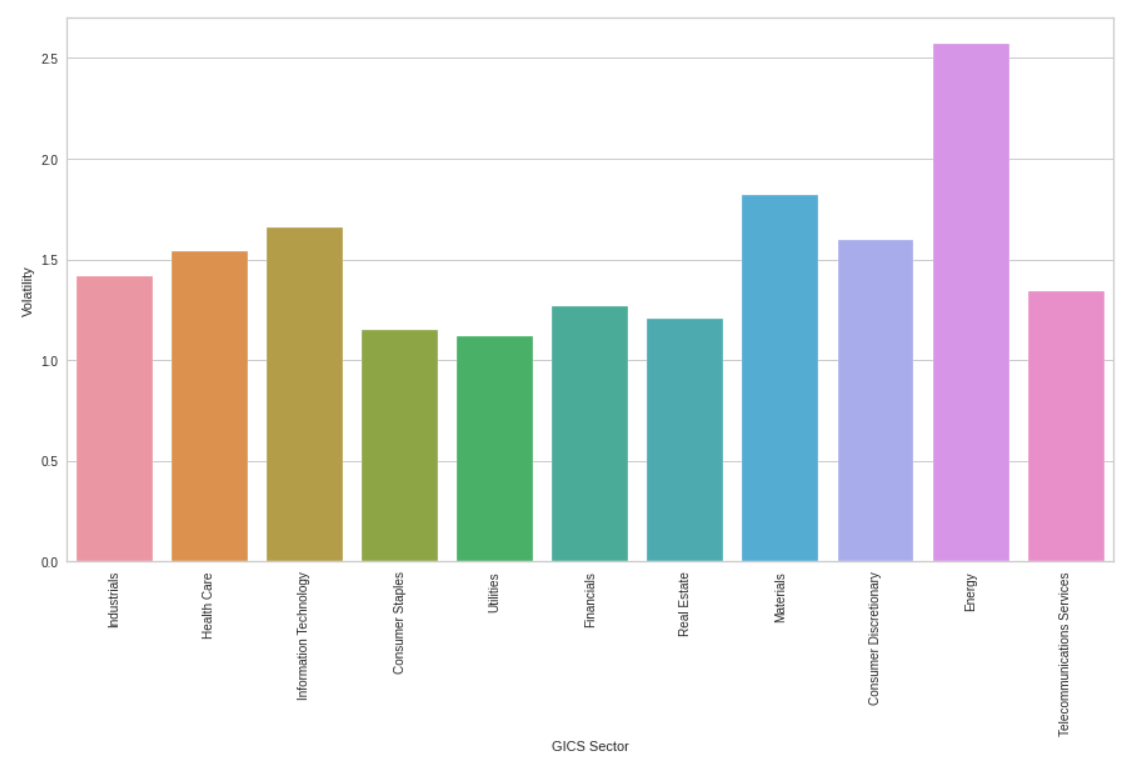 2.5
2.0
1.5
1.0
0.5
0.0
Volatility
Industrials
Health Care
Information Technology
Consumer Staples
Utilities
Financials
Real Estate
Materials
Consumer Discretionary
Energy
Telecommunications Services
GICS Sector